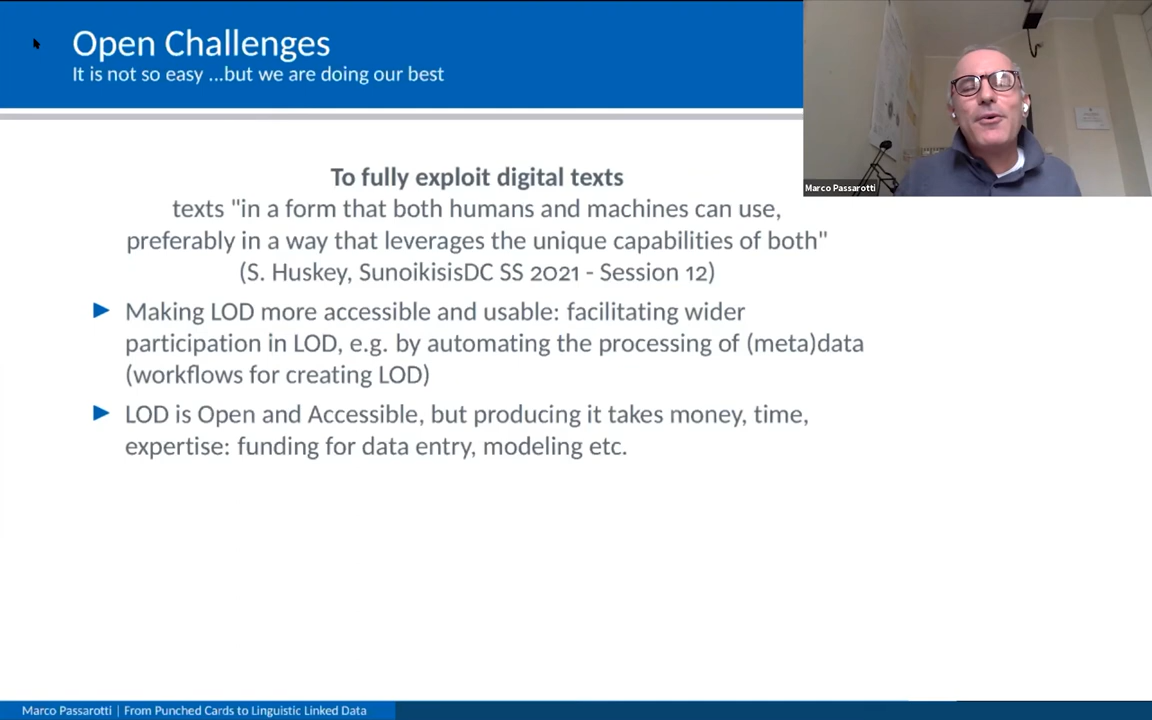 Open Challenges
It is not so easy ...but we are doing our best
Marco Passarotti
To fully exploit digital texts
texts "in a form that both humans and machines can use,
preferably in a way that leverages the unique capabilities of both"
(S. Huskey, SunoikisisDC SS 2021 - Session 12)
Making LOD more accessible and usable: facilitating wider
participation in LOD, e.g. by automating the processing of (meta)data
(workflows for creating LOD)
LOD is Open and Accessible, but producing it takes money, time,
expertise: funding for data entry, modeling etc.
Marco Passarotti | From Punched Cards to Linguistic Linked Data